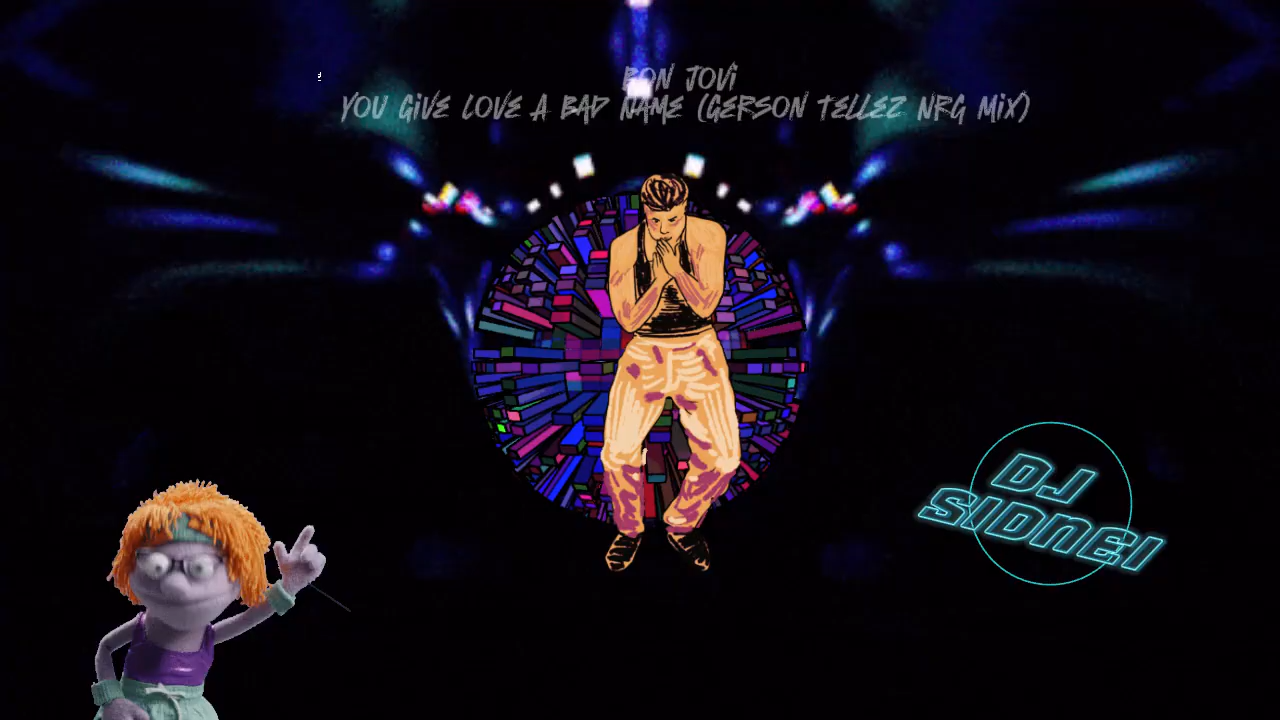 BON JOVI
YOU GIVE LOVE A BAD NAME (GERSON TELLEZ NRG MIX)
DJ
SIDNEI